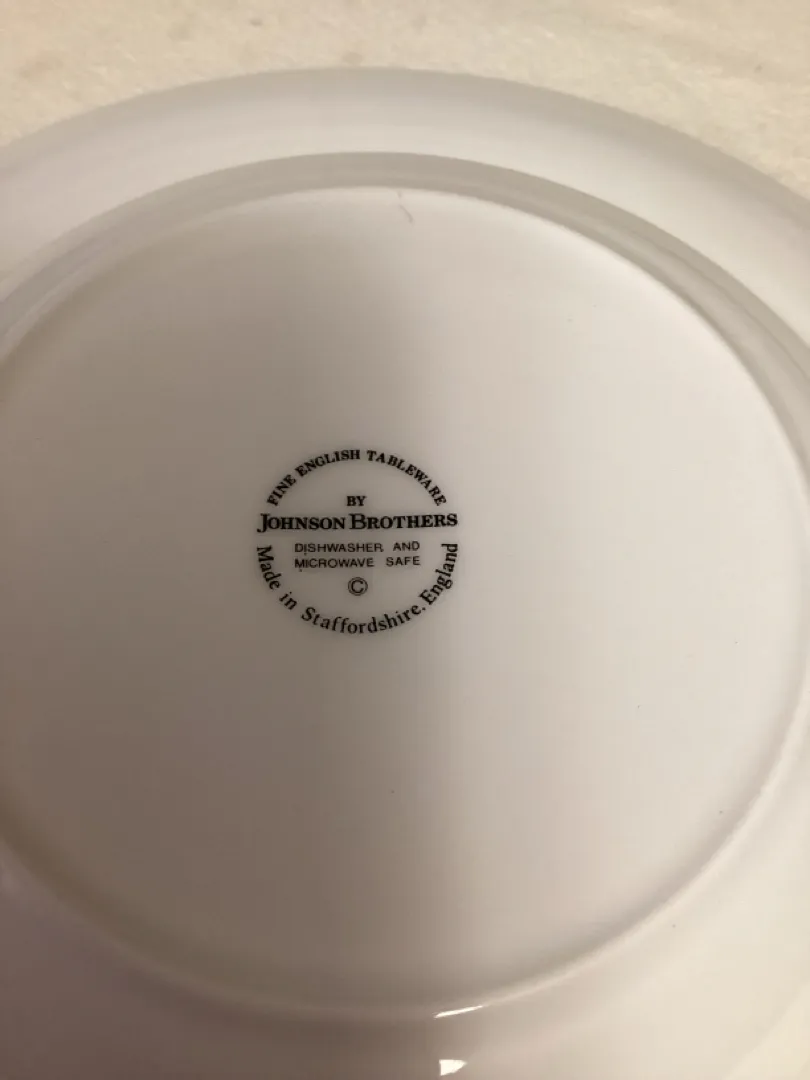 FINE ENGLISH TABLEWARE
BY
JOHNSON BROTHERS
DISHWASHER AND
MICROWAVE SAFE
©
Made in Staffordshire. England